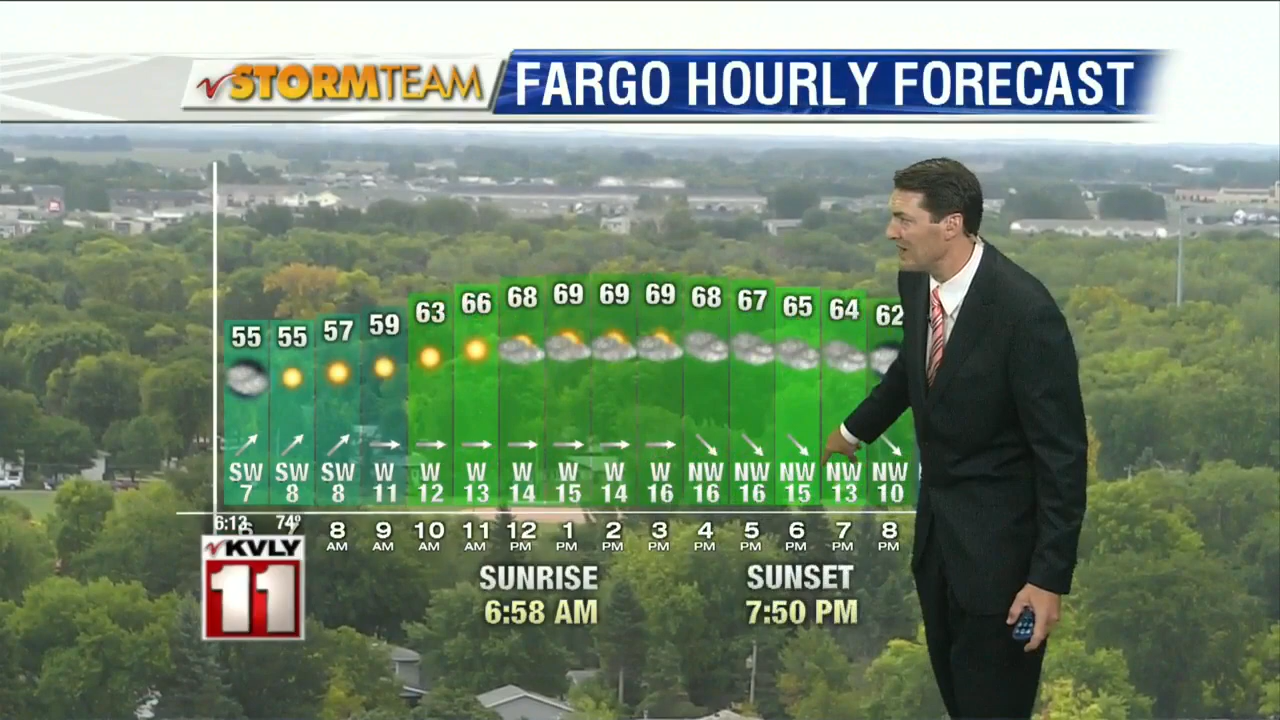 STORMTEAM FARGO HOURLY FORECAST
55 55 57 59 63 66 68 69 69 69 68 67 65 64 62
SW SW SW W W W W W W W NW NW NW NW NW
7 8 8 11 12 13 14 15 14 16 16 16 15 13 10
6:13 74°
8 9 10 11 12 1 2 3 4 5 6 7 8
AM AM AM AM PM PM PM PM PM PM PM PM PM
KVLY
11
SUNRISE SUNSET
6:58 AM 7:50 PM